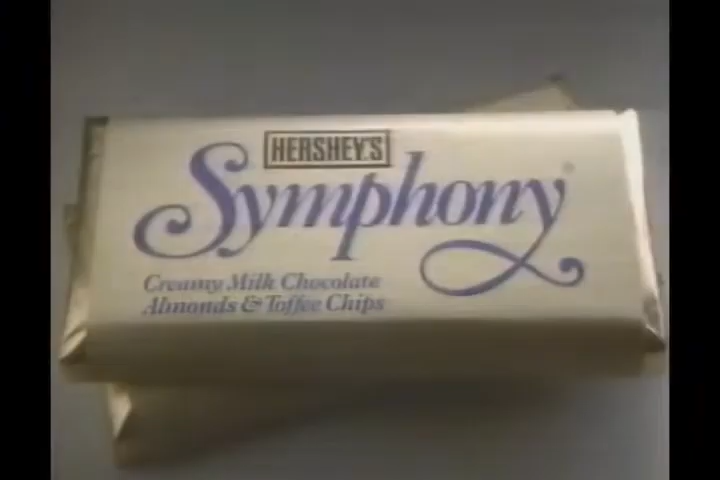 HERSHEY'S
Symphony®
Creamy Milk Chocolate
Almonds & Toffee Chips